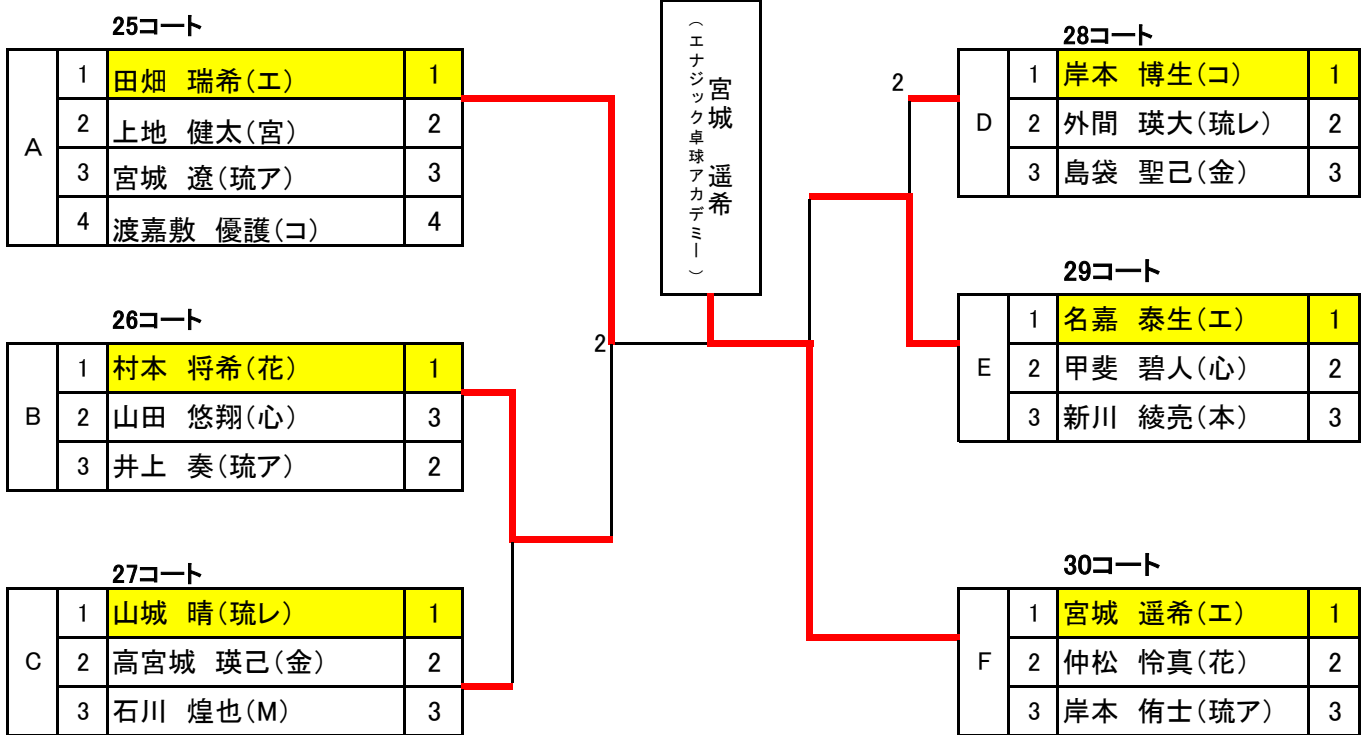 25コート
A
1 田畑 瑞希(エ) 1
2 上地 健太(宮) 2
3 宮城 遼(琉ア) 3
4 渡嘉敷 優護(コ) 4
26コート
B
1 村本 将希(花) 1
2 山田 悠翔(心) 3
3 井上 奏(琉ア) 2
27コート
C
1 山城 晴(琉レ) 1
2 高宮城 瑛己(金) 2
3 石川 煌也(M) 3
2
宮城 遥希
(エナジック卓球アカデミー)
2
28コート
D
1 岸本 博生(コ) 1
2 外間 瑛大(琉レ) 2
3 島袋 聖己(金) 3
29コート
E
1 名嘉 泰生(エ) 1
2 甲斐 碧人(心) 2
3 新川 綾亮(本) 3
30コート
F
1 宮城 遥希(エ) 1
2 仲松 怜真(花) 2
3 岸本 侑士(琉ア) 3